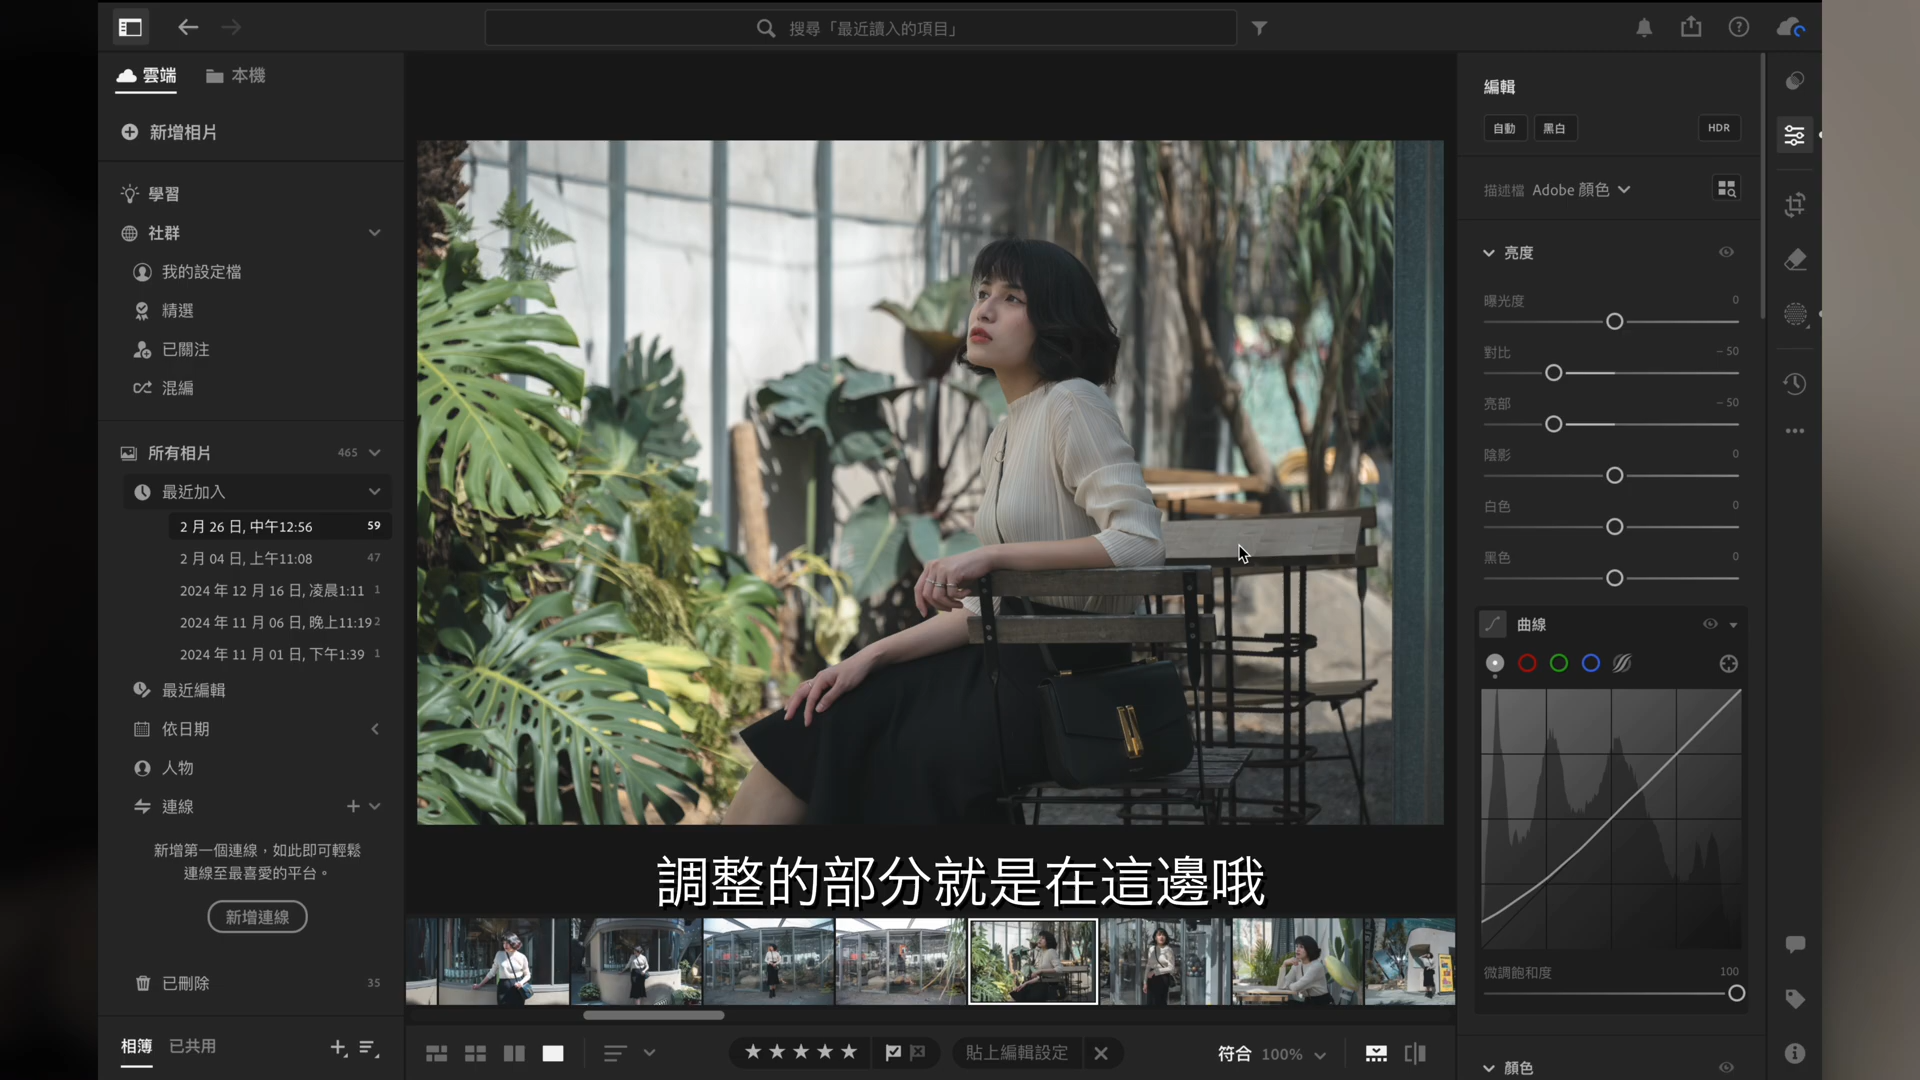 搜尋「最近讀入的項目」
雲端
本機
新增相片
學習
社群
我的設定檔
精選
已關注
混編
所有相片 465
最近加入
2 月 26 日, 中午12:56 59
2 月 04 日, 上午11:08 47
2024 年 12 月 16 日, 凌晨1:11 1
2024 年 11 月 06 日, 晚上11:19 2
2024 年 11 月 01 日, 下午1:39 1
最近編輯
依日期
人物
連線
新增第一個連線，如此即可輕鬆
連線至最喜愛的平台。
新增連線
已刪除 35
相簿 已共用
調整的部分就是在這邊哦
貼上編輯設定
符合 100%
編輯
自動 黑白 HDR
描述檔 Adobe 顏色
亮度
曝光度 0
對比 – 50
亮部 – 50
陰影 0
白色 0
黑色 0
曲線
微調飽和度 100
顏色